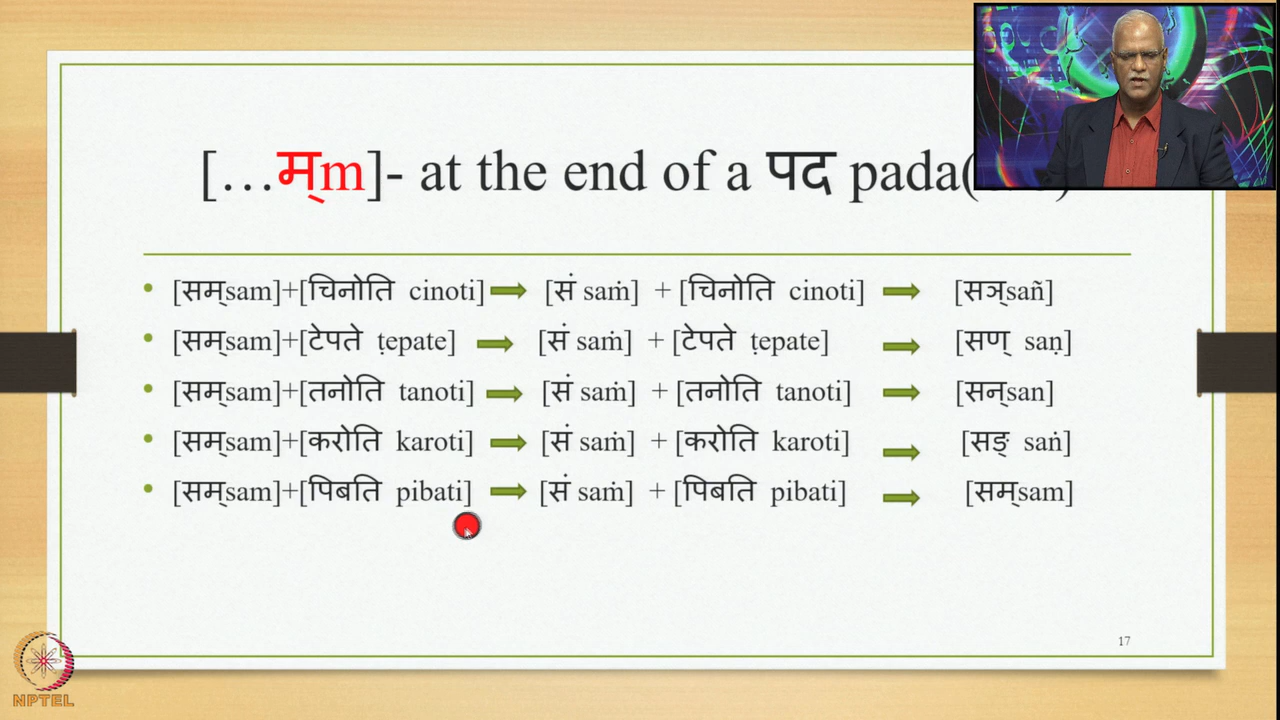 […म्m]- at the end of a पद pada(
• [सम्sam]+[चिनोति cinoti] [सं saṁ] + [चिनोति cinoti] [सञ्sañ]
• [सम्sam]+[टेपते ṭepate] [सं saṁ] + [टेपते ṭepate] [सण् saṇ]
• [सम्sam]+[तनोति tanoti] [सं saṁ] + [तनोति tanoti] [सन्san]
• [सम्sam]+[करोति karoti] [सं saṁ] + [करोति karoti] [सङ् saṅ]
• [सम्sam]+[पिबति pibati] [सं saṁ] + [पिबति pibati] [सम्sam]
17
NPTEL